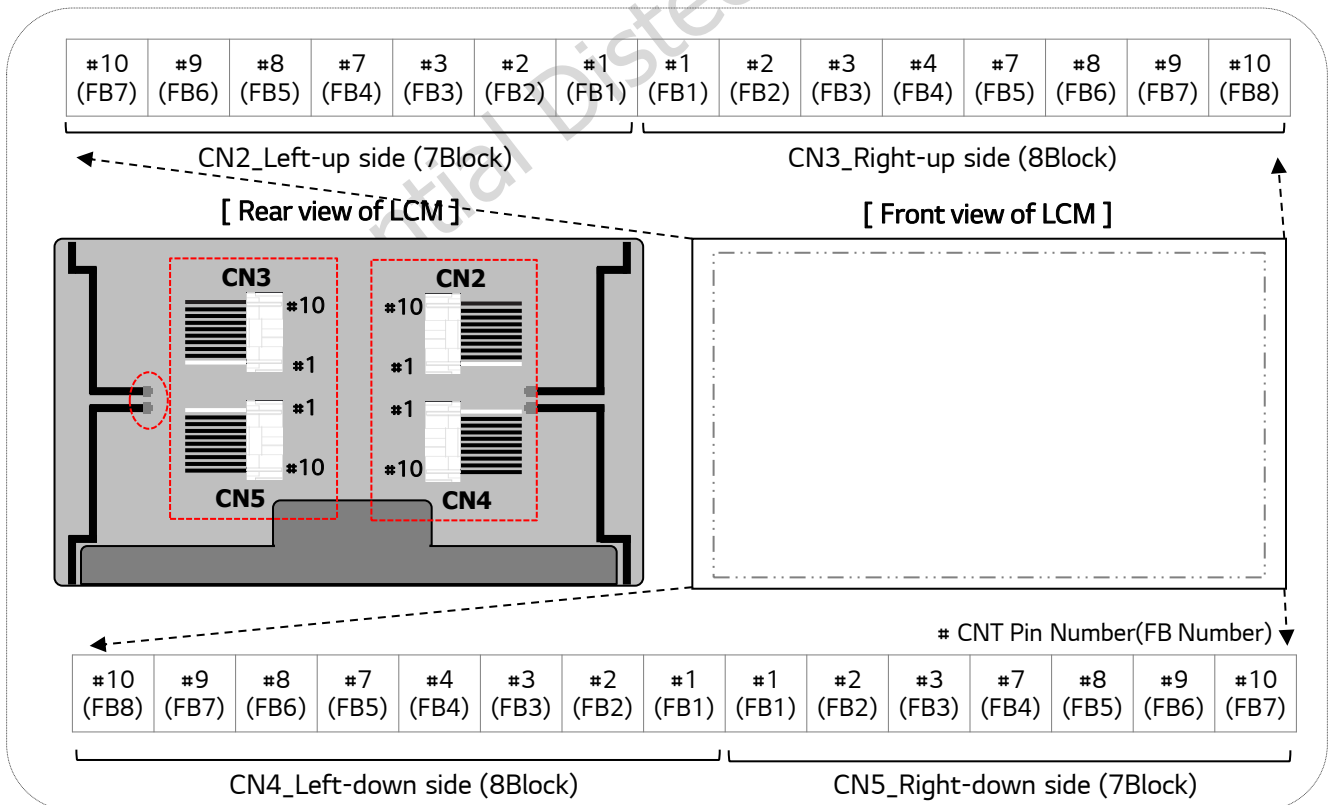 #10 #9 #8 #7 #3 #2 #1 #1 #2 #3 #4 #7 #8 #9 #10
(FB7) (FB6) (FB5) (FB4) (FB3) (FB2) (FB1) (FB1) (FB2) (FB3) (FB4) (FB5) (FB6) (FB7) (FB8)
CN2_Left-up side (7Block) CN3_Right-up side (8Block)
[ Rear view of LCM ] [ Front view of LCM ]
CN3 CN2
#10 #10
#1 #1
#1 #1
#10 #10
CN5 CN4
# CNT Pin Number(FB Number)
#10 #9 #8 #7 #4 #3 #2 #1 #1 #2 #3 #7 #8 #9 #10
(FB8) (FB7) (FB6) (FB5) (FB4) (FB3) (FB2) (FB1) (FB1) (FB2) (FB3) (FB4) (FB5) (FB6) (FB7)
CN4_Left-down side (8Block) CN5_Right-down side (7Block)